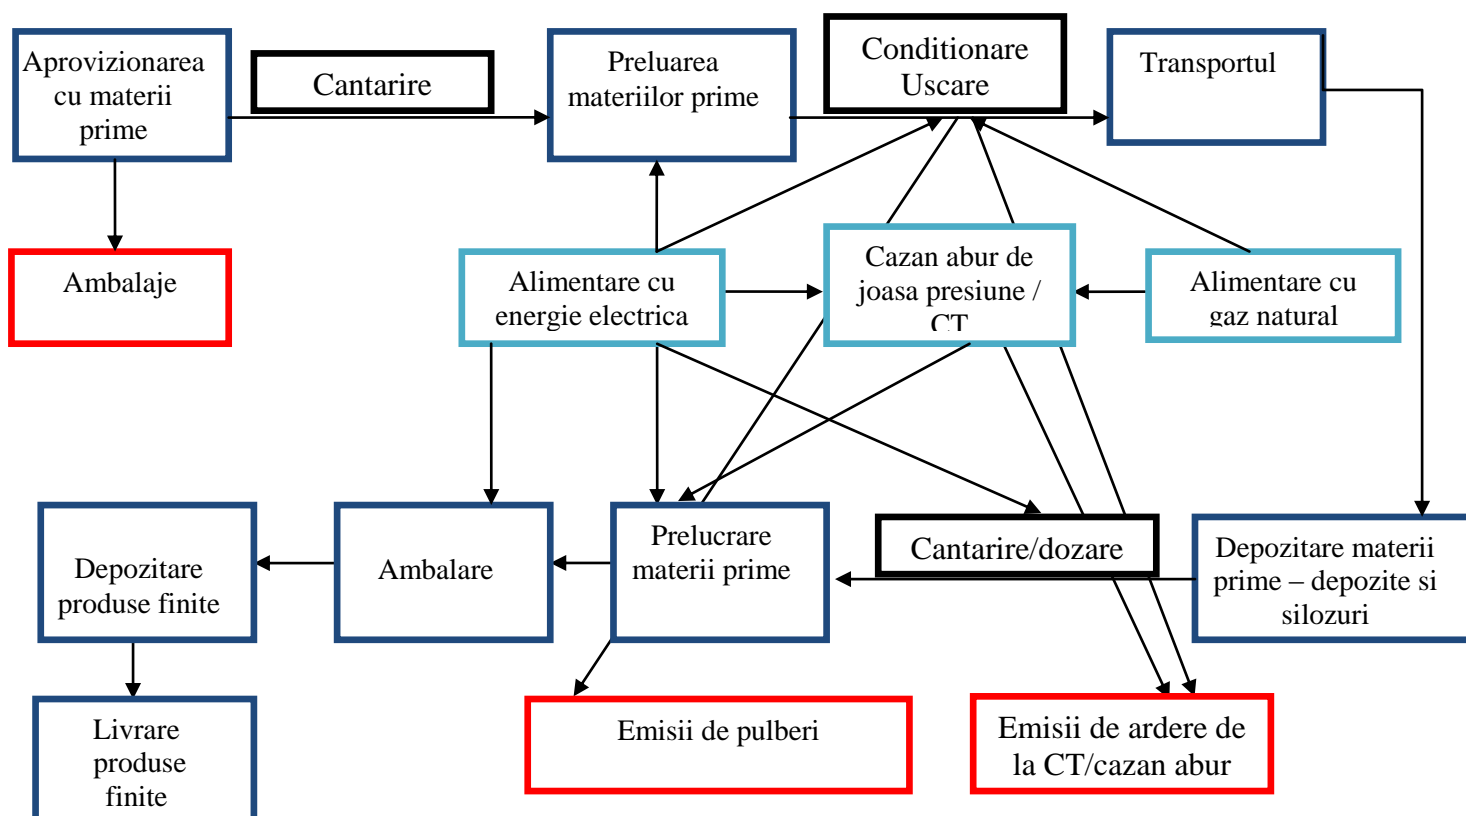 Aprovizionarea
cu materii
prime
Cantarire
Preluarea
materiilor prime
Conditionare
Uscare
Transportul
Ambalaje
Alimentare cu
energie electrica
Cazan abur de
joasa presiune /
CT
Alimentare cu
gaz natural
Depozitare
produse finite
Ambalare
Prelucrare
materii prime
Cantarire/dozare
Depozitare materii
prime – depozite si
silozuri
Livrare
produse
finite
Emisii de pulberi
Emisii de ardere de
la CT/cazan abur